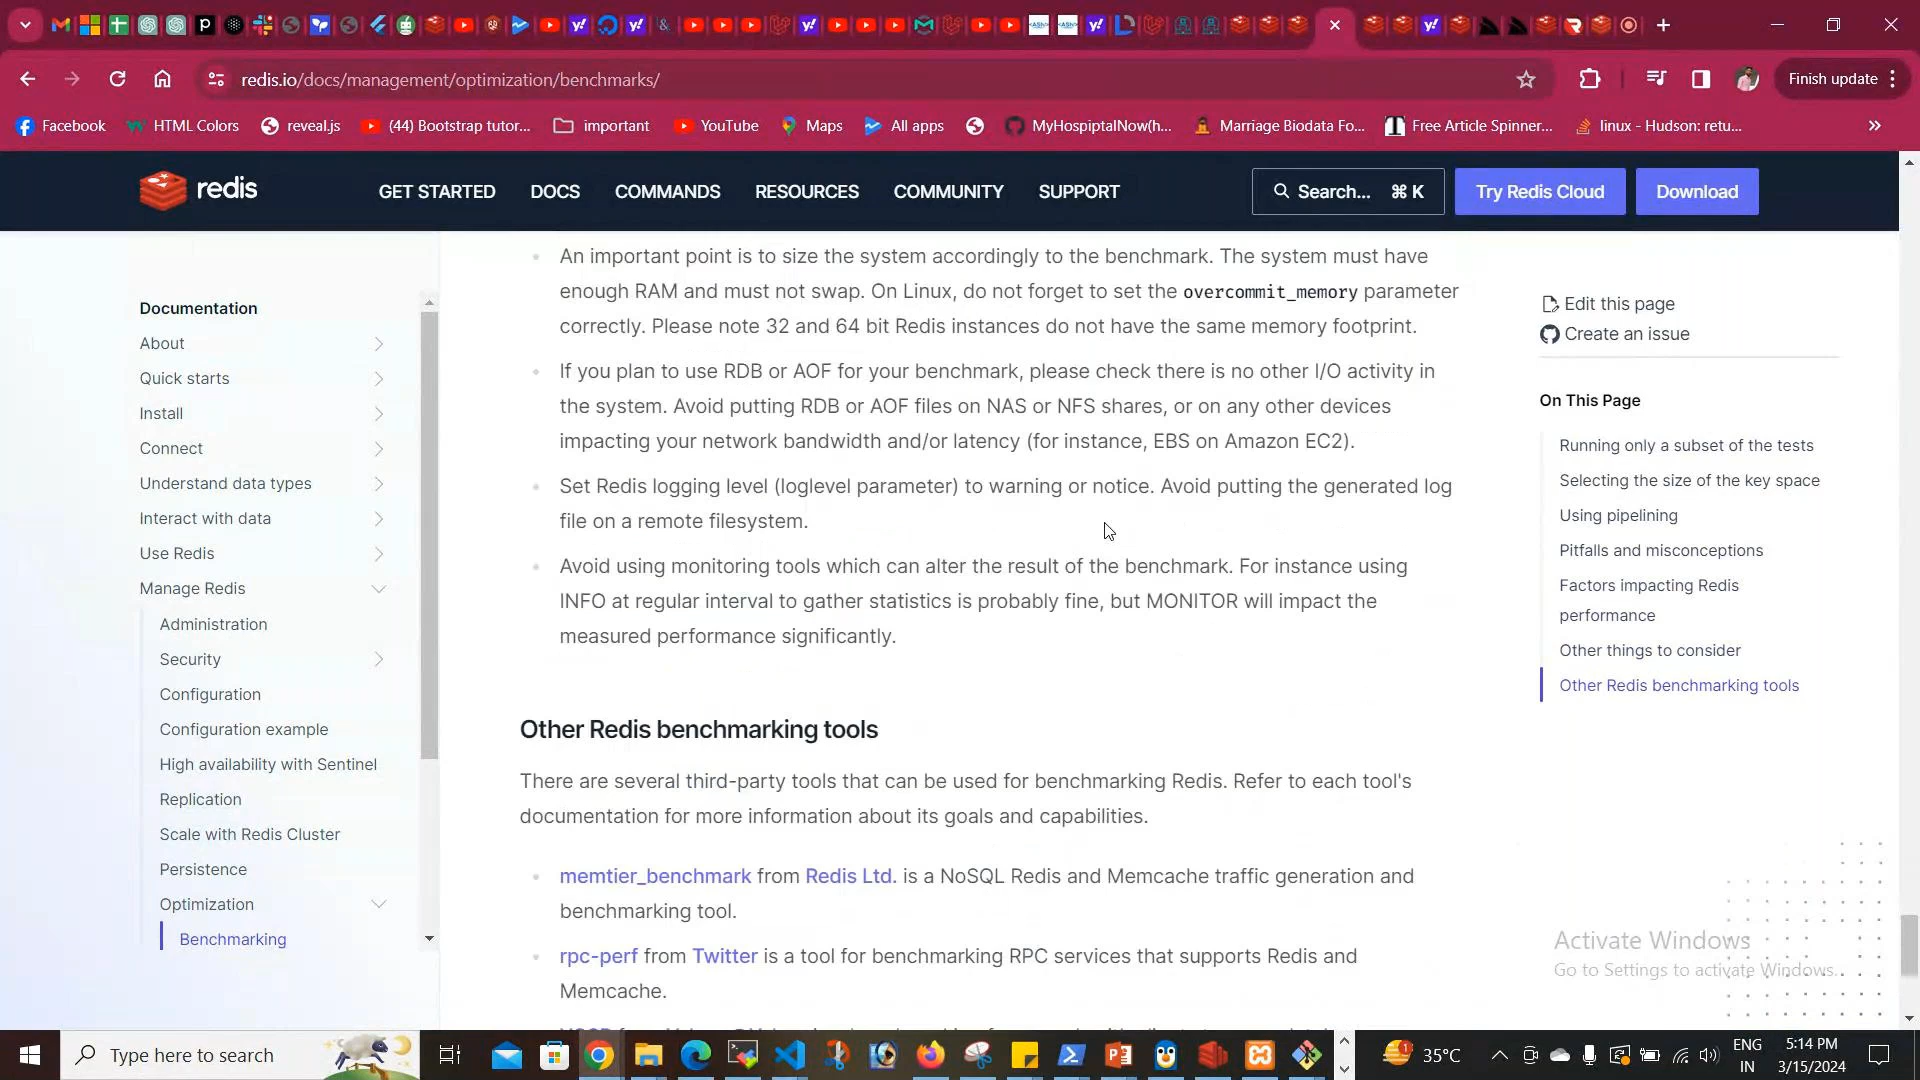 redis.io/docs/management/optimization/benchmarks/
Finish update
Facebook
HTML Colors
reveal.js
(44) Bootstrap tutor...
important
YouTube
Maps
All apps
MyHospiptalNow(h...
Marriage Biodata Fo...
Free Article Spinner...
linux - Hudson: retu...
redis
GET STARTED
DOCS
COMMANDS
RESOURCES
COMMUNITY
SUPPORT
Search... ⌘ K
Try Redis Cloud
Download
Documentation
About
Quick starts
Install
Connect
Understand data types
Interact with data
Use Redis
Manage Redis
Administration
Security
Configuration
Configuration example
High availability with Sentinel
Replication
Scale with Redis Cluster
Persistence
Optimization
Benchmarking
An important point is to size the system accordingly to the benchmark. The system must have
enough RAM and must not swap. On Linux, do not forget to set the overcommit_memory parameter
correctly. Please note 32 and 64 bit Redis instances do not have the same memory footprint.
If you plan to use RDB or AOF for your benchmark, please check there is no other I/O activity in
the system. Avoid putting RDB or AOF files on NAS or NFS shares, or on any other devices
impacting your network bandwidth and/or latency (for instance, EBS on Amazon EC2).
Set Redis logging level (loglevel parameter) to warning or notice. Avoid putting the generated log
file on a remote filesystem.
Avoid using monitoring tools which can alter the result of the benchmark. For instance using
INFO at regular interval to gather statistics is probably fine, but MONITOR will impact the
measured performance significantly.
Other Redis benchmarking tools
There are several third-party tools that can be used for benchmarking Redis. Refer to each tool's
documentation for more information about its goals and capabilities.
memtier_benchmark from Redis Ltd. is a NoSQL Redis and Memcache traffic generation and
benchmarking tool.
rpc-perf from Twitter is a tool for benchmarking RPC services that supports Redis and
Memcache.
Edit this page
Create an issue
On This Page
Running only a subset of the tests
Selecting the size of the key space
Using pipelining
Pitfalls and misconceptions
Factors impacting Redis
performance
Other things to consider
Other Redis benchmarking tools
Activate Windows
Go to Settings to activate Windows.
Type here to search
35°C
ENG
IN
5:14 PM
3/15/2024